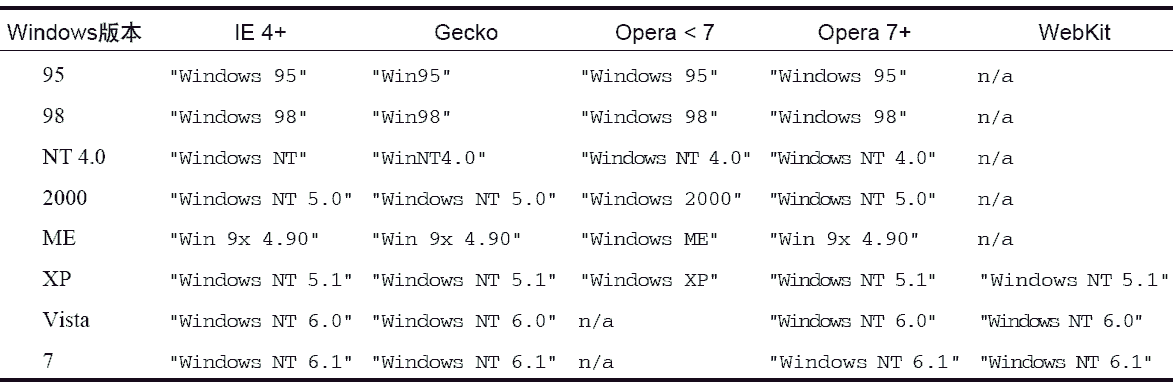 Windows版本 IE 4+ Gecko Opera < 7 Opera 7+ WebKit
95 "Windows 95" "Win95" "Windows 95" "Windows 95" n/a
98 "Windows 98" "Win98" "Windows 98" "Windows 98" n/a
NT 4.0 "Windows NT" "WinNT4.0" "Windows NT 4.0" "Windows NT 4.0" n/a
2000 "Windows NT 5.0" "Windows NT 5.0" "Windows 2000" "Windows NT 5.0" n/a
ME "Win 9x 4.90" "Win 9x 4.90" "Windows ME" "Win 9x 4.90" n/a
XP "Windows NT 5.1" "Windows NT 5.1" "Windows XP" "Windows NT 5.1" "Windows NT 5.1"
Vista "Windows NT 6.0" "Windows NT 6.0" n/a "Windows NT 6.0" "Windows NT 6.0"
7 "Windows NT 6.1" "Windows NT 6.1" n/a "Windows NT 6.1" "Windows NT 6.1"